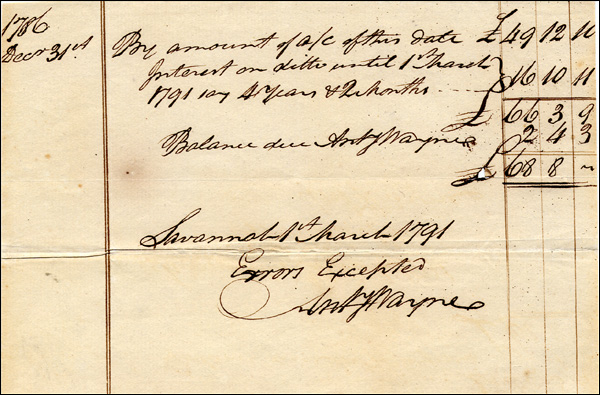 1786
Decr 31st By amount of a/c of this date £ 49 12 10
Interest on ditto until 1st March
1791 say 4 Years & 2 Months 16 10 11
£ 66 3 9
Balance due Anty Wayne 2 4 3
£ 68 8 "
Savannah 1st March 1791
Errors Excepted
Anty Wayne